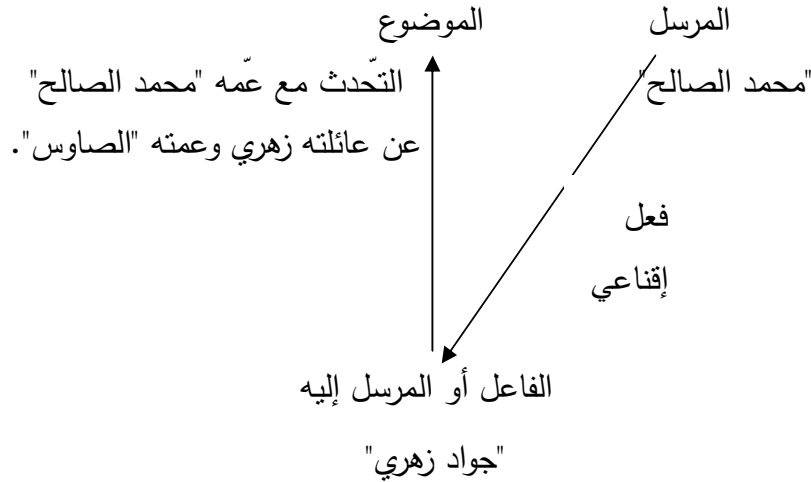 المرسل
الموضوع
"محمد الصالح"
التّحدث مع عّمه "محمد الصالح"
عن عائلته زهري وعمته "الصاوس".
فعل
إقناعي
الفاعل أو المرسل إليه
"جواد زهري"